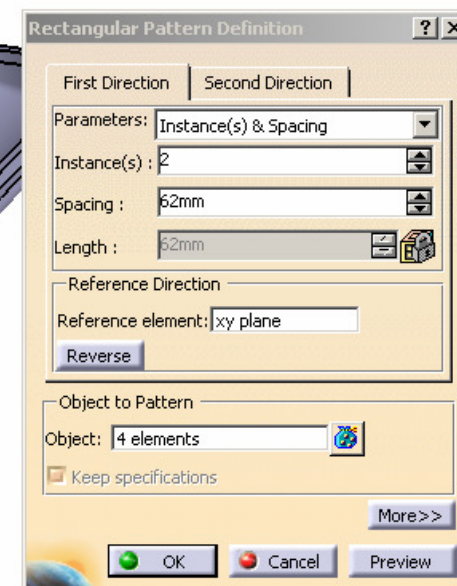 Rectangular Pattern Definition ? X
First Direction Second Direction
Parameters: Instance(s) & Spacing
Instance(s) : 2
Spacing : 62mm
Length : 62mm
Reference Direction
Reference element: xy plane
Reverse
Object to Pattern
Object: 4 elements
Keep specifications
More>>
OK Cancel Preview